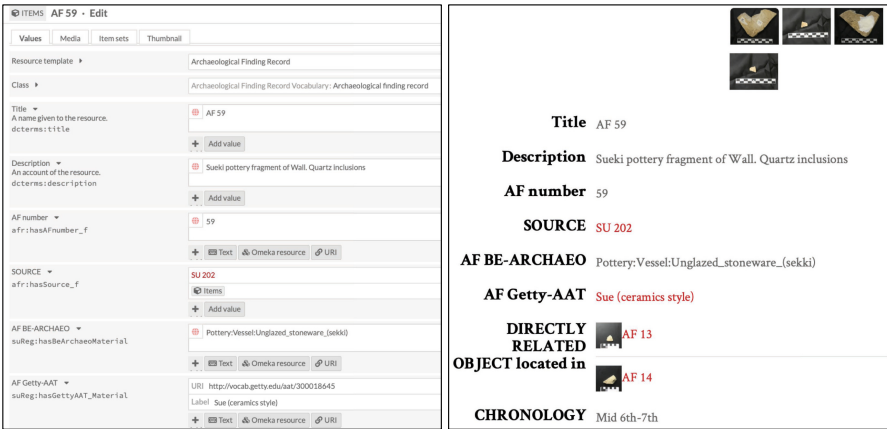 ITEMS AF 59 · Edit
Values Media Item sets Thumbnail
Resource template Archaeological Finding Record
Class Archaeological Finding Record Vocabulary: Archaeological finding record
Title AF 59
A name given to the resource.
dcterms:title
+ Add value
Description Sueki pottery fragment of Wall. Quartz inclusions
An account of the resource.
dcterms:description
+ Add value
AF number 59
afr:hasAFnumber_f
+ Text Omeka resource URI
SOURCE SU 202
afr:hasSource_f
Items
+ Add value
AF BE-ARCHAEO Pottery:Vessel:Unglazed_stoneware_(sekki)
suReg:hasBeArchaeoMaterial
+ Text Omeka resource URI
AF Getty-AAT URI http://vocab.getty.edu/aat/300018645
suReg:hasGettyAAT_Material
Label Sue (ceramics style)
+ Text Omeka resource URI
Title AF 59
Description Sueki pottery fragment of Wall. Quartz inclusions
AF number 59
SOURCE SU 202
AF BE-ARCHAEO Pottery:Vessel:Unglazed_stoneware_(sekki)
AF Getty-AAT Sue (ceramics style)
DIRECTLY
RELATED AF 13
OBJECT located in
AF 14
CHRONOLOGY Mid 6th-7th